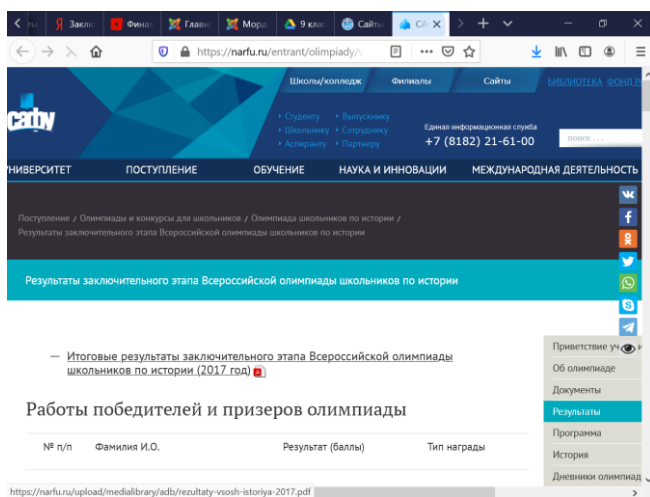 Заклю
Фина
Главн
Морд
9 клас
Сайты
СА
https://narfu.ru/entrant/olimpiady/v
Школы/колледж Филиалы Сайты БИБЛИОТЕКА ФОНД
сафу
Студенту Выпускнику
Школьнику Сотруднику
Аспиранту Партнеру
Единая информационная служба
+7 (8182) 21-61-00
поиск . . .
НИВЕРСИТЕТ ПОСТУПЛЕНИЕ ОБУЧЕНИЕ НАУКА И ИННОВАЦИИ МЕЖДУНАРОДНАЯ ДЕЯТЕЛЬНОСТЬ
Поступление / Олимпиады и конкурсы для школьников / Олимпиада школьников по истории /
Результаты заключительного этапа Всероссийской олимпиады школьников по истории
Результаты заключительного этапа Всероссийской олимпиады школьников по истории
— Итоговые результаты заключительного этапа Всероссийской олимпиады
школьников по истории (2017 год)
Работы победителей и призеров олимпиады
№ п/п Фамилия И.О. Результат (баллы) Тип награды
Приветствие уч
Об олимпиаде
Документы
Результаты
Программа
История
Дневники олимпиад
https://narfu.ru/upload/medialibrary/adb/rezultaty-vsosh-istoriya-2017.pdf